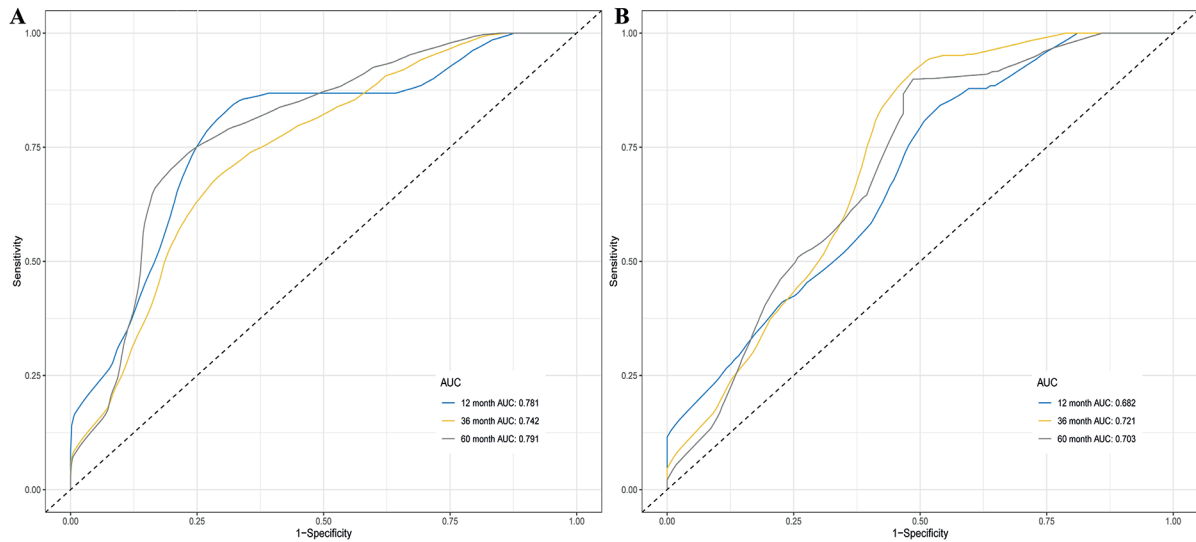 A
1.00
0.75
0.50
0.25
0.00
Sensitivity
0.00 0.25 0.50 0.75 1.00
1−Specificity
AUC
12 month AUC: 0.781
36 month AUC: 0.742
60 month AUC: 0.791
B
1.00
0.75
0.50
0.25
0.00
Sensitivity
0.00 0.25 0.50 0.75 1.00
1−Specificity
AUC
12 month AUC: 0.682
36 month AUC: 0.721
60 month AUC: 0.703